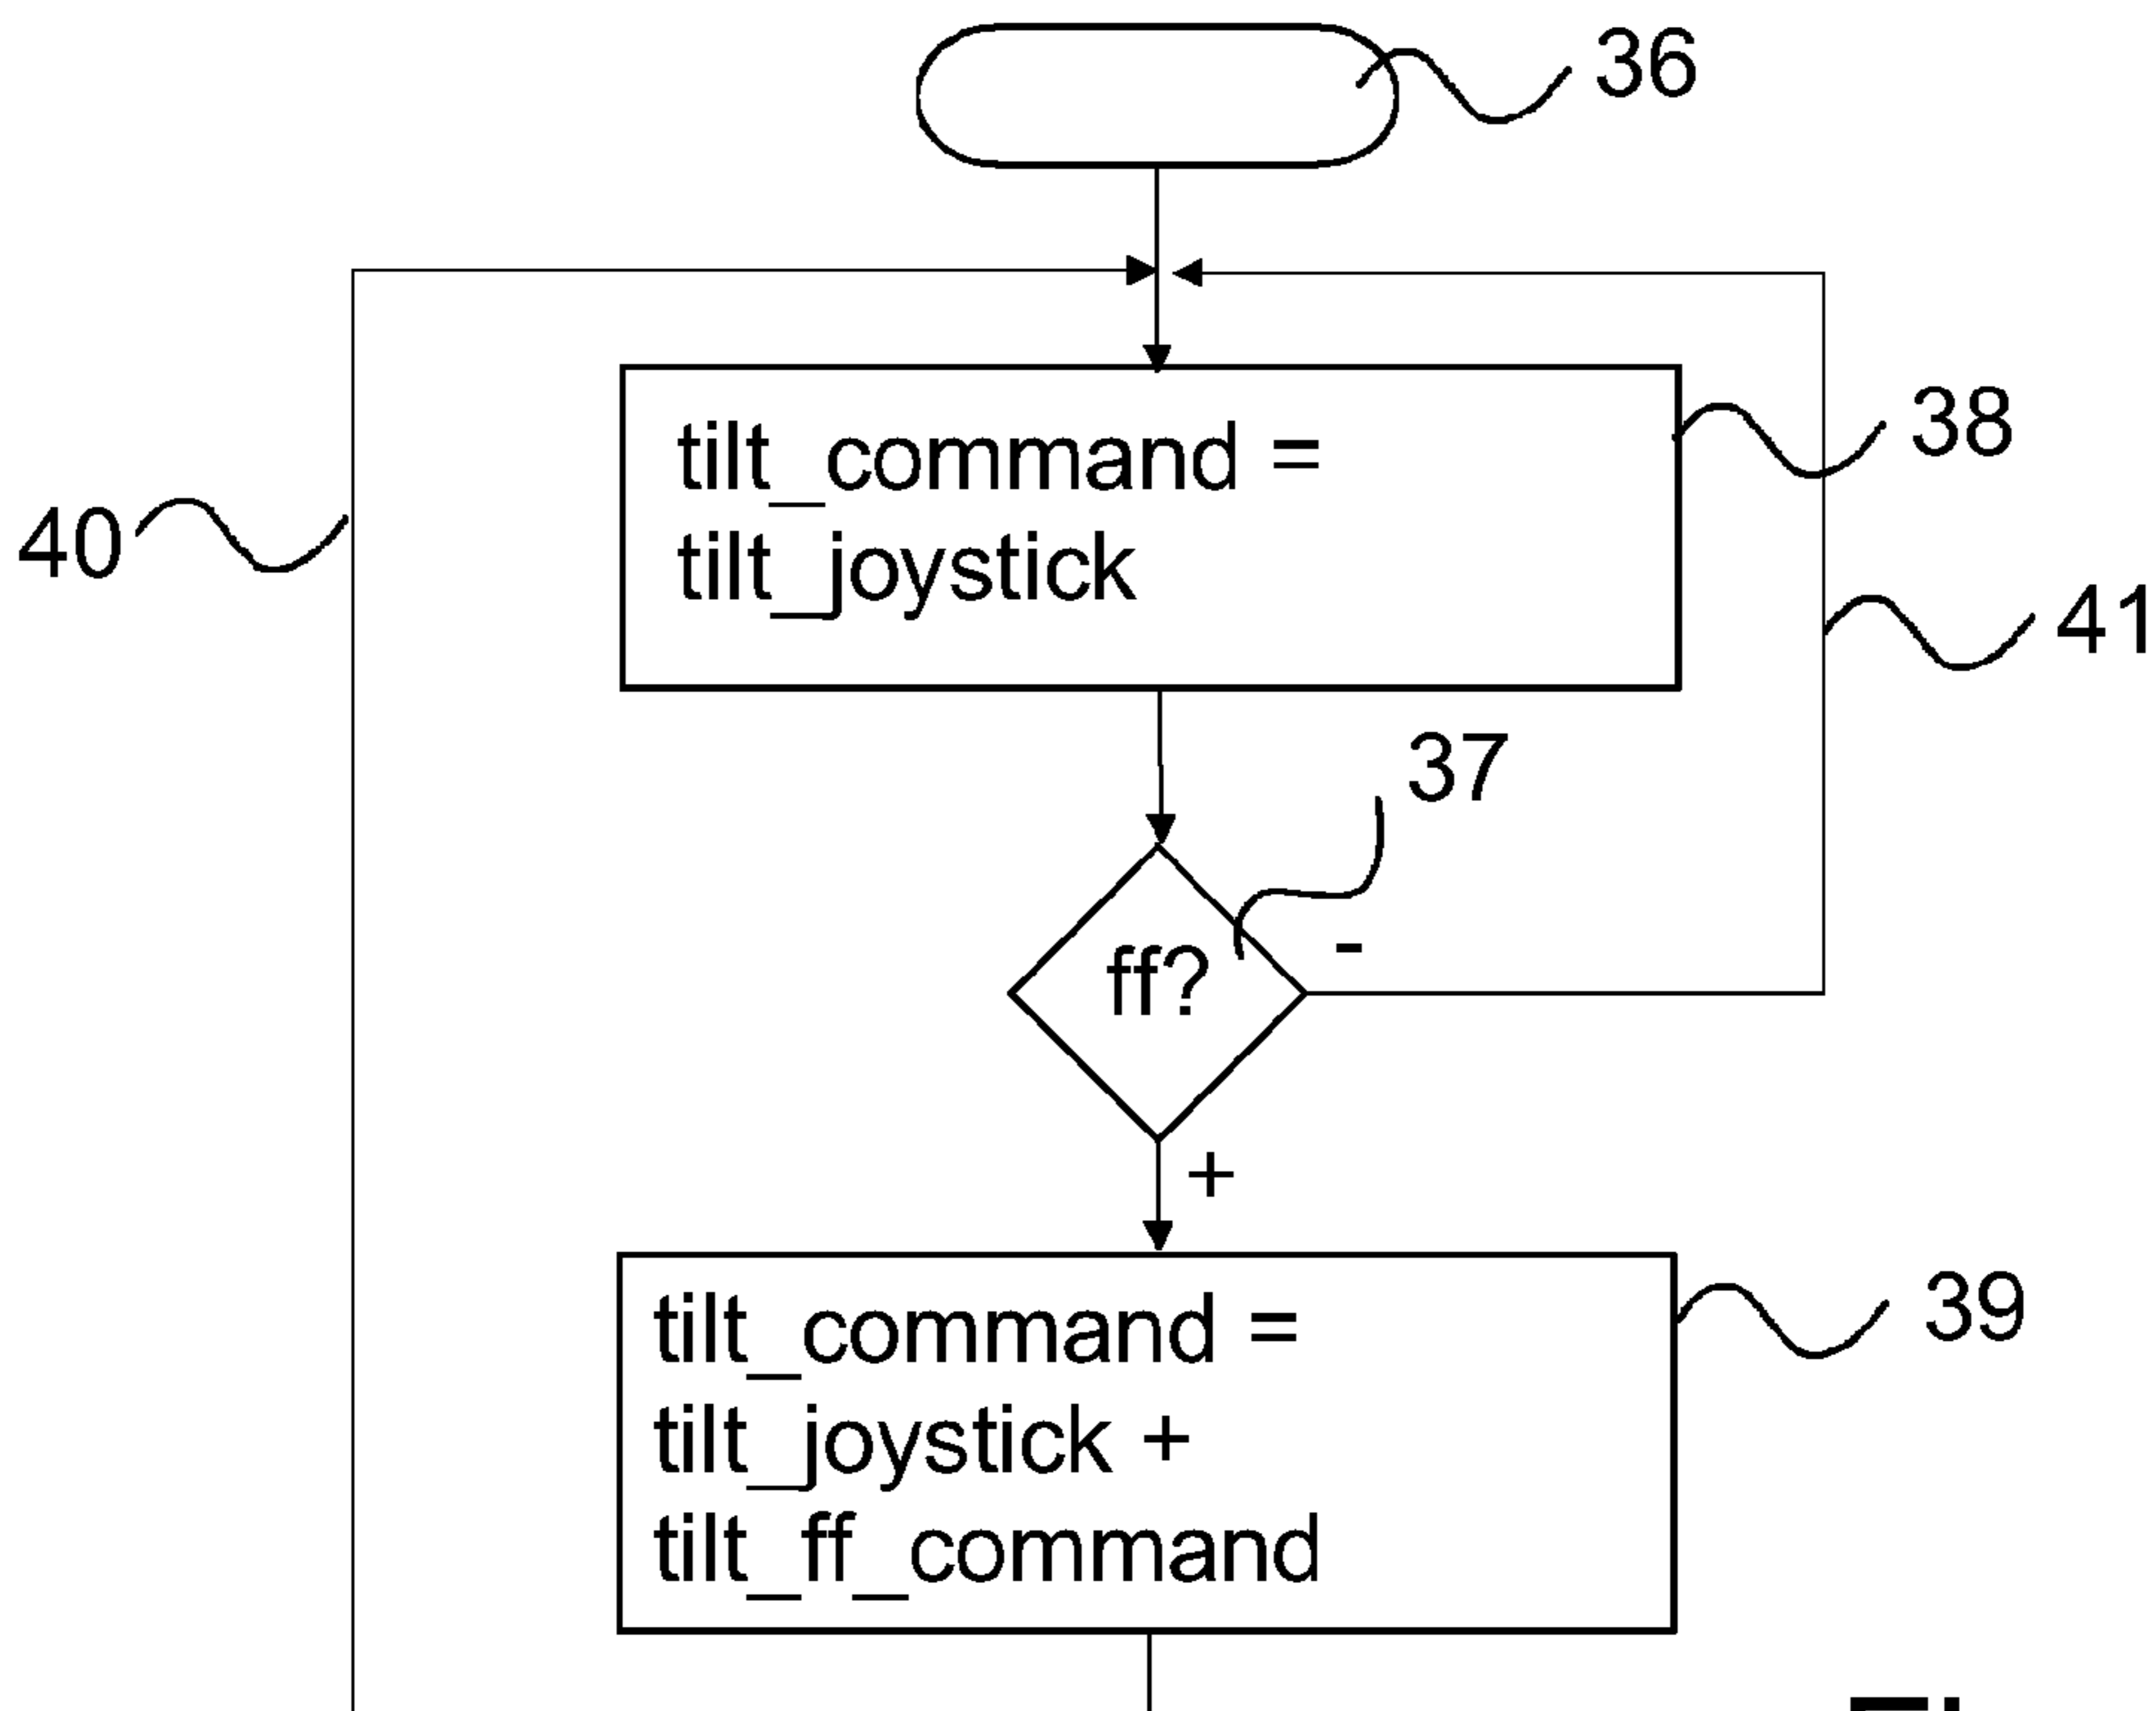 36
tilt_command =
tilt_joystick
38
40
41
37
ff?
-
+
tilt_command =
tilt_joystick +
tilt_ff_command
39